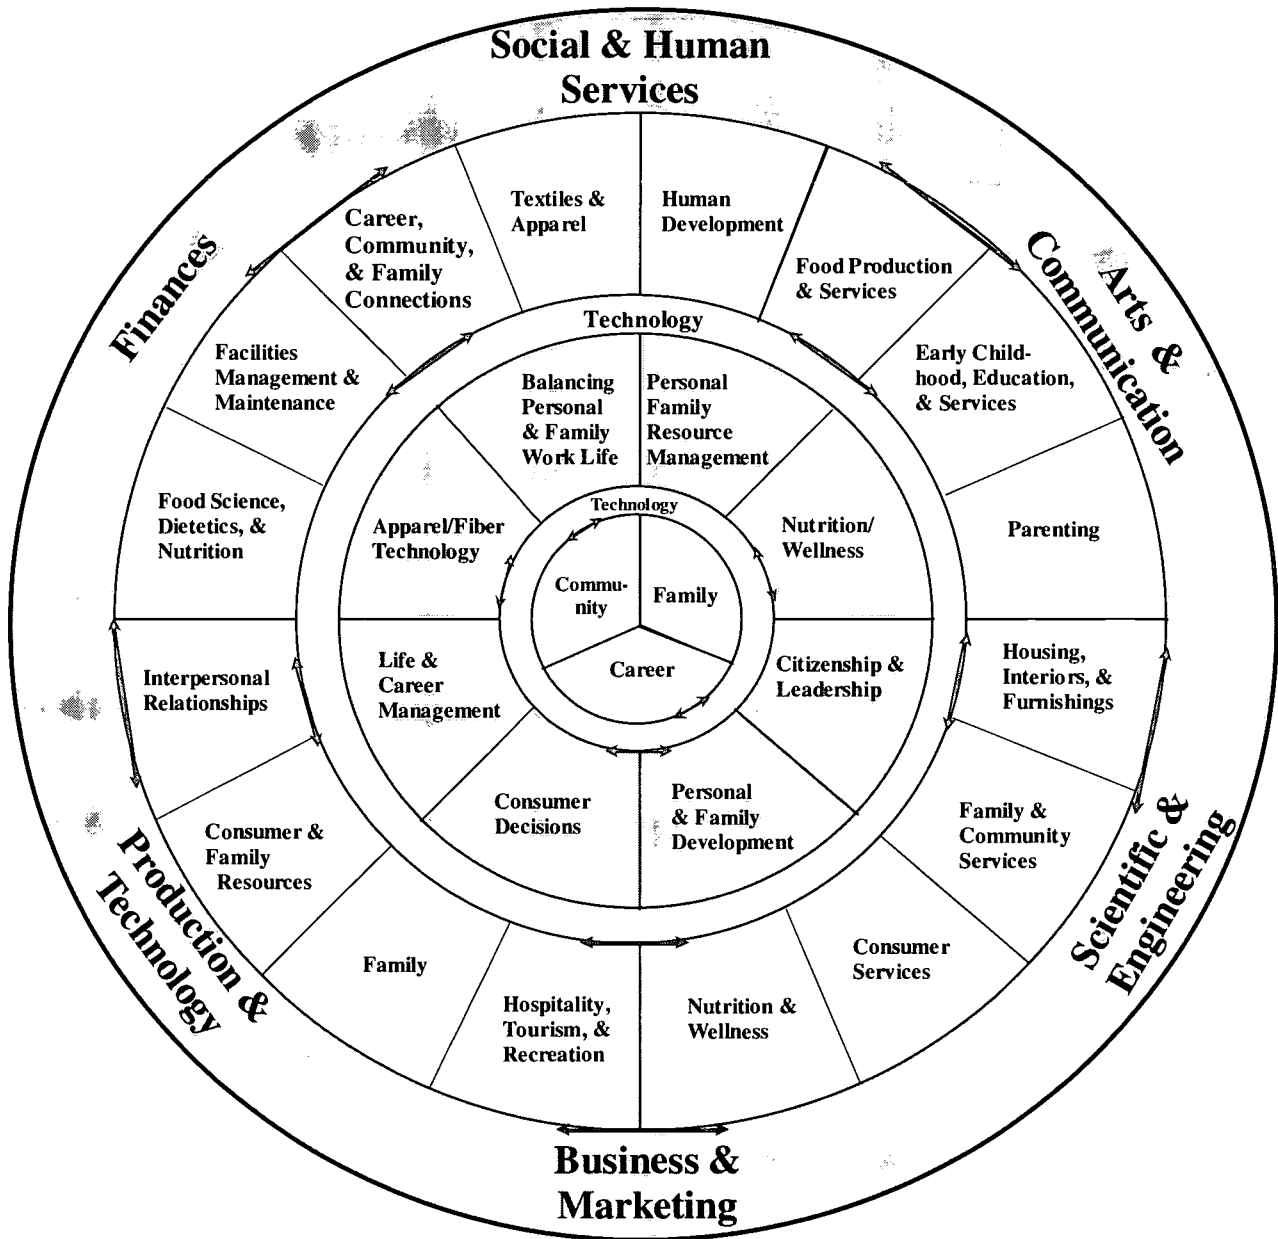 Social & Human
Services
Arts &
Communication
Scientific &
Engineering
Business &
Marketing
Production &
Technology
Finances
Textiles &
Apparel
Human
Development
Food Production
& Services
Early Child-
hood, Education,
& Services
Parenting
Housing,
Interiors, &
Furnishings
Family &
Community
Services
Consumer
Services
Nutrition &
Wellness
Hospitality,
Tourism, &
Recreation
Family
Consumer &
Family
Resources
Interpersonal
Relationships
Food Science,
Dietetics, &
Nutrition
Facilities
Management &
Maintenance
Career,
Community,
& Family
Connections
Technology
Balancing
Personal
& Family
Work Life
Personal
Family
Resource
Management
Nutrition/
Wellness
Citizenship &
Leadership
Personal
& Family
Development
Consumer
Decisions
Life &
Career
Management
Apparel/Fiber
Technology
Technology
Commu-
nity
Family
Career